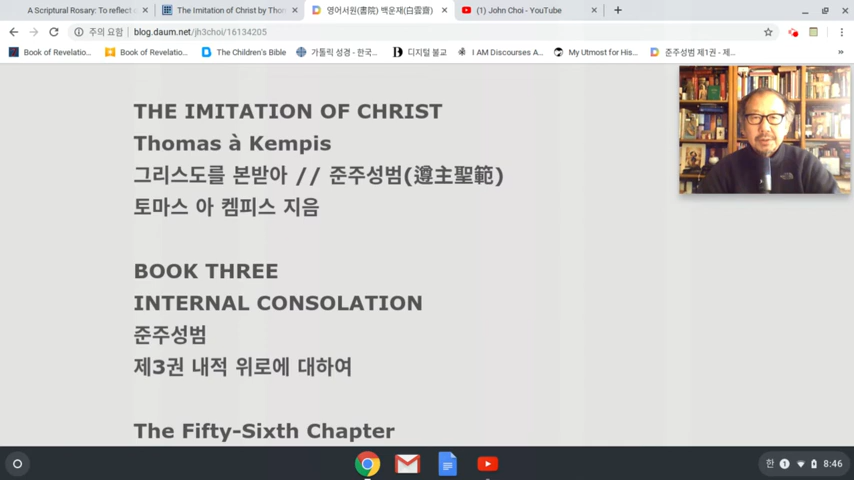 A Scriptural Rosary: To reflect
The Imitation of Christ by Thom
영어서원(書院) 백운재(白雲齋)
(1) John Choi - YouTube
주의 요함
blog.daum.net/jh3choi/16134205
Book of Revelatio...
Book of Revelatio...
The Children's Bible
가톨릭 성경 - 한국...
디지털 불교
I AM Discourses A...
My Utmost for His...
준주성범 제1권 - 제...
THE IMITATION OF CHRIST
Thomas à Kempis
그리스도를 본받아 // 준주성범(遵主聖範)
토마스 아 켐피스 지음
BOOK THREE
INTERNAL CONSOLATION
준주성범
제3권 내적 위로에 대하여
The Fifty-Sixth Chapter
한
1
8:46